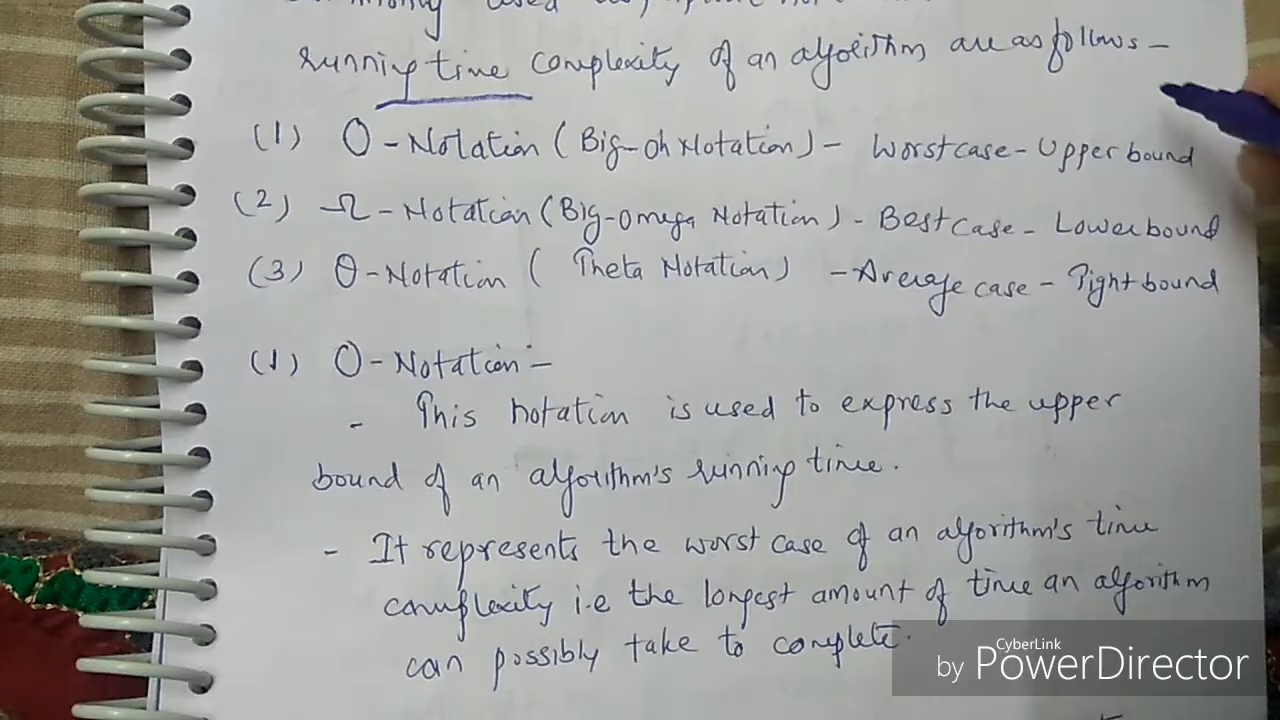 used
running time complexity of an algorithm are as follows -
(1) O - Notation (Big-oh Notation) - Worst case - Upper bound
(2) Ω - Notation (Big-omega Notation) - Best case - Lower bound
(3) θ - Notation (Theta Notation) - Average case - Tight bound
(1) O - Notation :-
- This notation is used to express the upper
bound of an algorithm's running time.
- It represents the worst case of an algorithm's time
complexity i.e the longest amount of time an algorithm
can possibly take to complete.
CyberLink
by PowerDirector